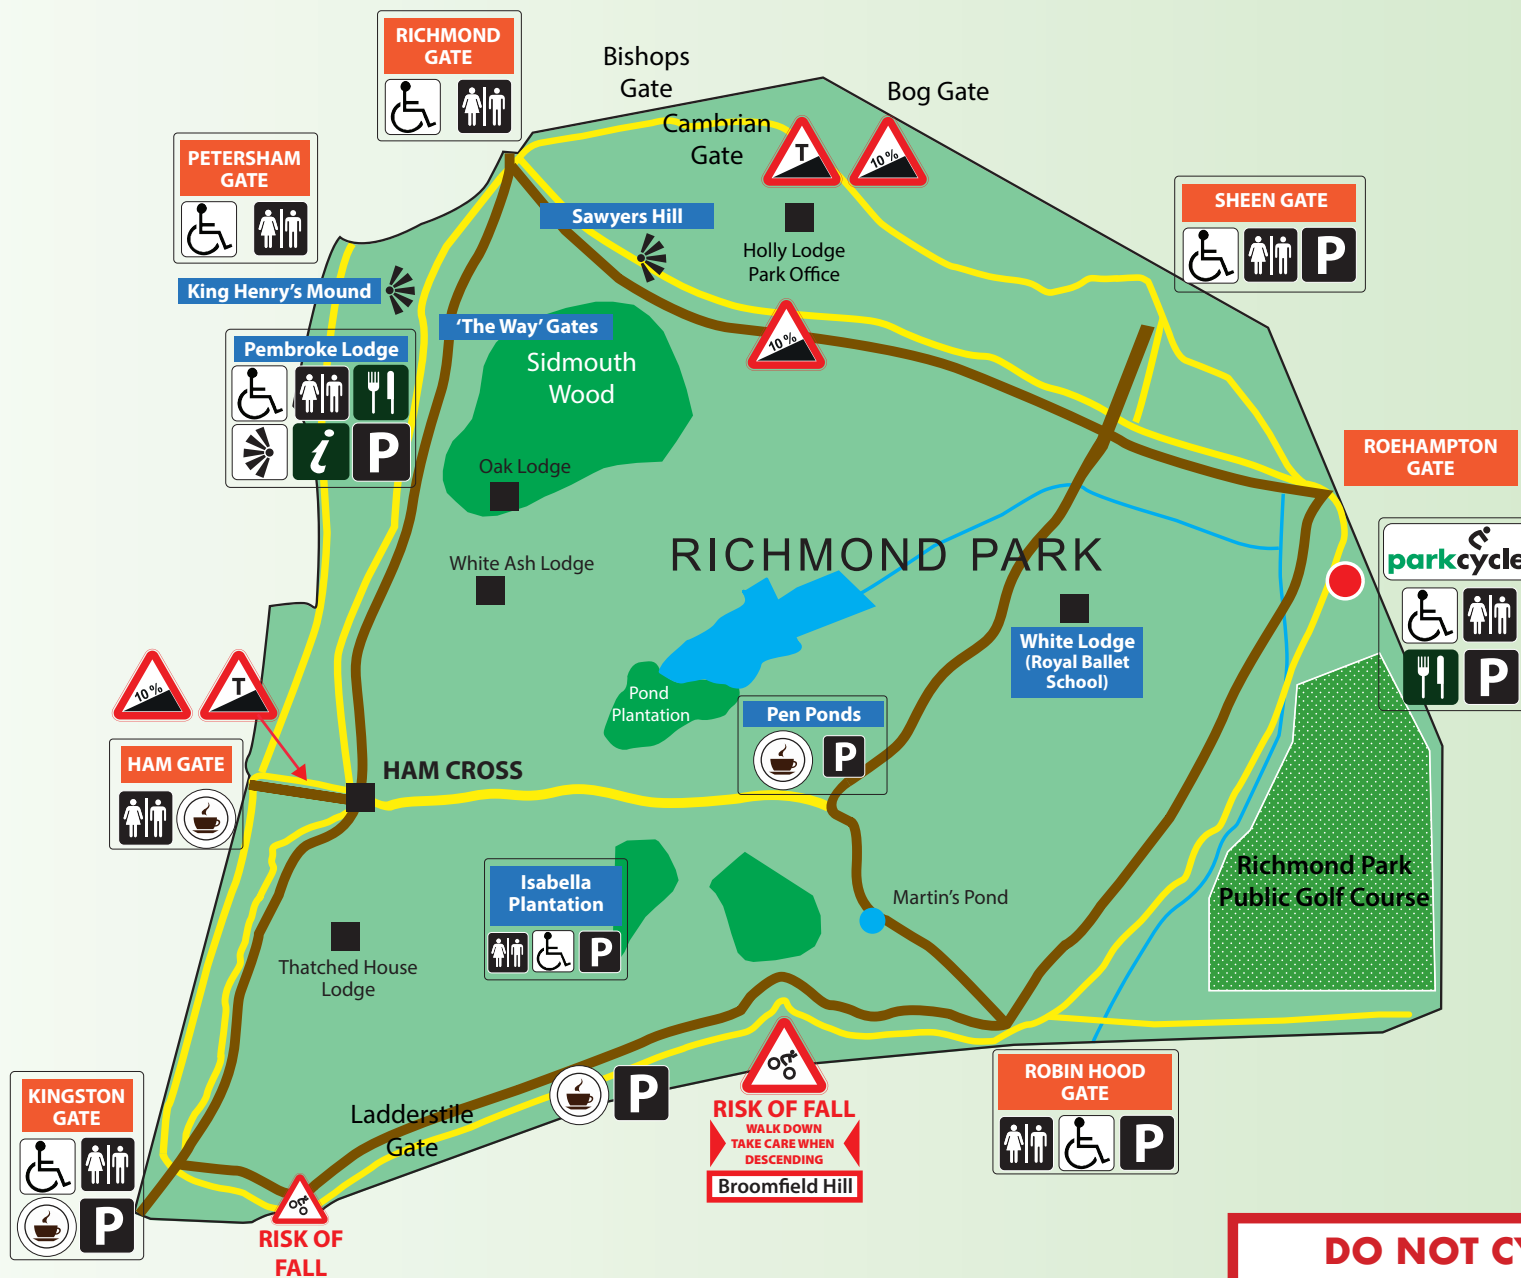 RICHMOND
GATE
Bishops
Gate
Bog Gate
Cambrian
Gate
T
10 %
PETERSHAM
GATE
SHEEN GATE
P
Sawyers Hill
Holly Lodge
Park Office
King Henry's Mound
'The Way' Gates
10 %
Pembroke Lodge
i
P
Sidmouth
Wood
Oak Lodge
ROEHAMPTON
GATE
parkcycle
P
White Ash Lodge
RICHMOND PARK
White Lodge
(Royal Ballet
School)
10 %
T
Pond
Plantation
Pen Ponds
P
HAM GATE
HAM CROSS
Isabella
Plantation
P
Martin's Pond
Richmond Park
Public Golf Course
Thatched House
Lodge
KINGSTON
GATE
P
Ladderstile
Gate
P
RISK OF FALL
WALK DOWN
TAKE CARE WHEN
DESCENDING
Broomfield Hill
ROBIN HOOD
GATE
P
RISK OF
FALL
DO NOT CY